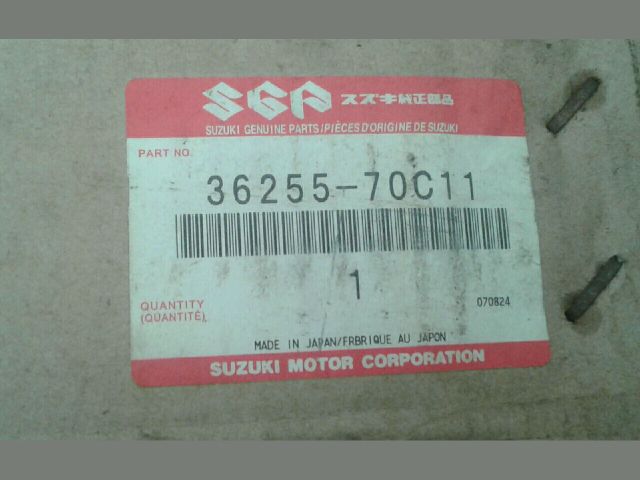 SGP スズキ純正部品
SUZUKI GENUINE PARTS/PIÈCES D'ORIGINE DE SUZUKI
PART NO.
36255-70C11
1
QUANTITY
(QUANTITÉ)
070824
MADE IN JAPAN/FRBRIQUE AU JAPON
SUZUKI MOTOR CORPORATION